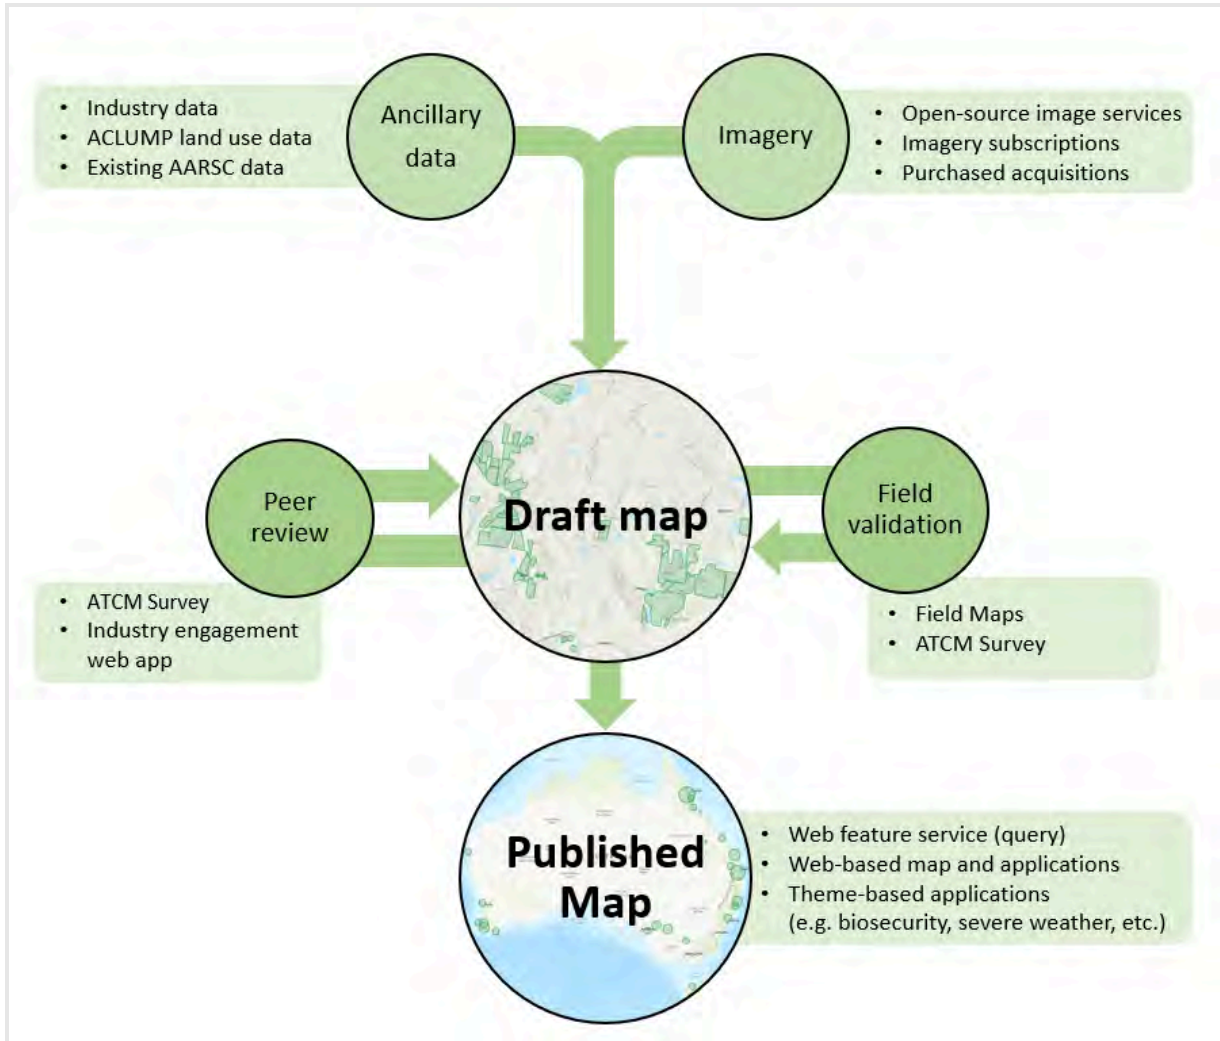 Ancillary
data
• Industry data
• ACLUMP land use data
• Existing AARSC data
Imagery
• Open-source image services
• Imagery subscriptions
• Purchased acquisitions
Draft map
Peer
review
• ATCM Survey
• Industry engagement
web app
Field
validation
• Field Maps
• ATCM Survey
Published
Map
• Web feature service (query)
• Web-based map and applications
• Theme-based applications
(e.g. biosecurity, severe weather, etc.)